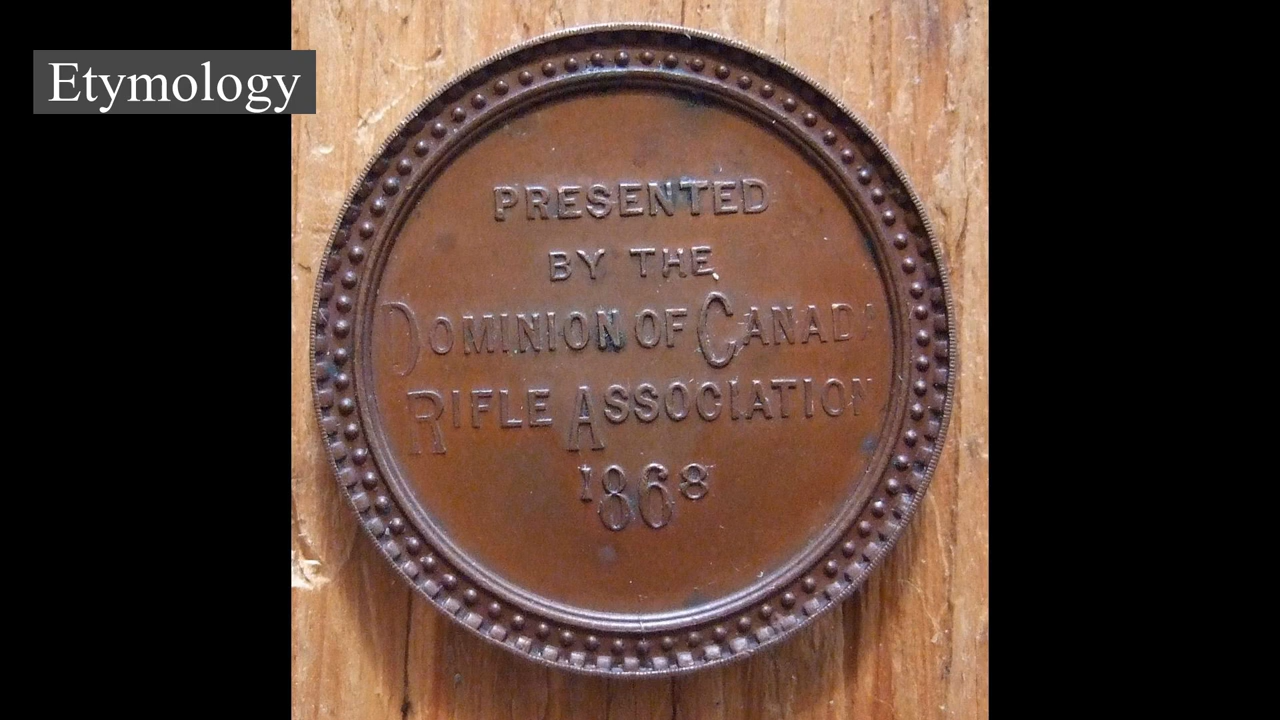 Etymology
PRESENTED
BY THE
DOMINION OF CANADA
RIFLE ASSOCIATION
1868